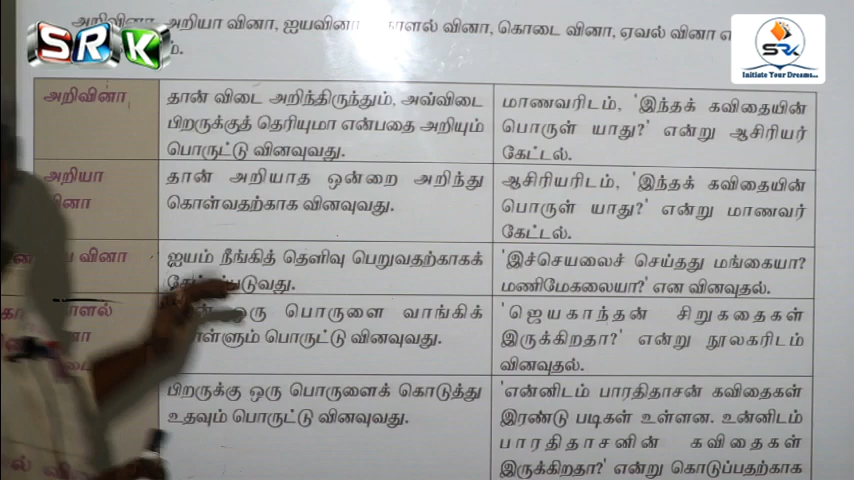 அறிவினா, அறியா வினா, ஐயவினா கொளல் வினா, கொடை வினா, ஏவல் வினா
SRK
SRK
Initiate Your Dreams...
அறிவினா
தான் விடை அறிந்திருந்தும், அவ்விடை
பிறருக்குத் தெரியுமா என்பதை அறியும்
பொருட்டு வினவுவது.
மாணவரிடம், 'இந்தக் கவிதையின்
பொருள் யாது?' என்று ஆசிரியர்
கேட்டல்.
அறியா
வினா
தான் அறியாத ஒன்றை அறிந்து
கொள்வதற்காக வினவுவது.
ஆசிரியரிடம், 'இந்தக் கவிதையின்
பொருள் யாது?' என்று மாணவர்
கேட்டல்.
வினா
ஐயம் நீங்கித் தெளிவு பெறுவதற்காகக்
'இச்செயலைச் செய்தது மங்கையா?
மணிமேகலையா?' என வினவுதல்.
ஒரு பொருளை வாங்கிக்
பொருட்டு வினவுவது.
'ஜெயகாந்தன் சிறுகதைகள்
இருக்கிறதா?' என்று நூலகரிடம்
வினவுதல்.
பிறருக்கு ஒரு பொருளைக் கொடுத்து
உதவும் பொருட்டு வினவுவது.
'என்னிடம் பாரதிதாசன் கவிதைகள்
இரண்டு படிகள் உள்ளன. உன்னிடம்
பாரதிதாசனின் கவிதைகள்
இருக்கிறதா?' என்று கொடுப்பதற்காக